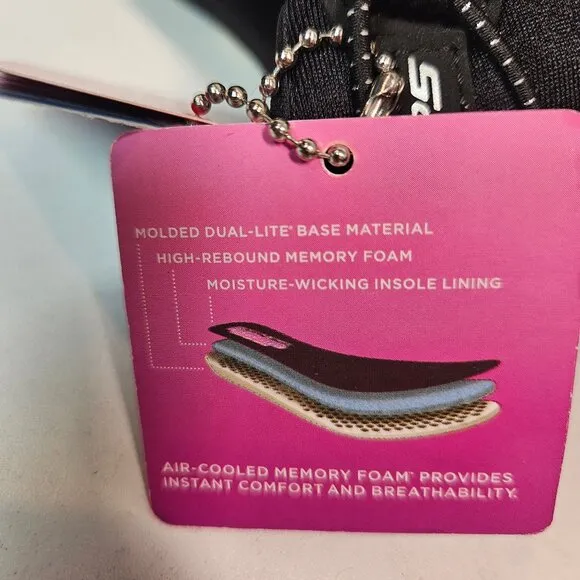 MOLDED DUAL-LITE® BASE MATERIAL
HIGH-REBOUND MEMORY FOAM
MOISTURE-WICKING INSOLE LINING
AIR-COOLED MEMORY FOAM™ PROVIDES
INSTANT COMFORT AND BREATHABILITY.